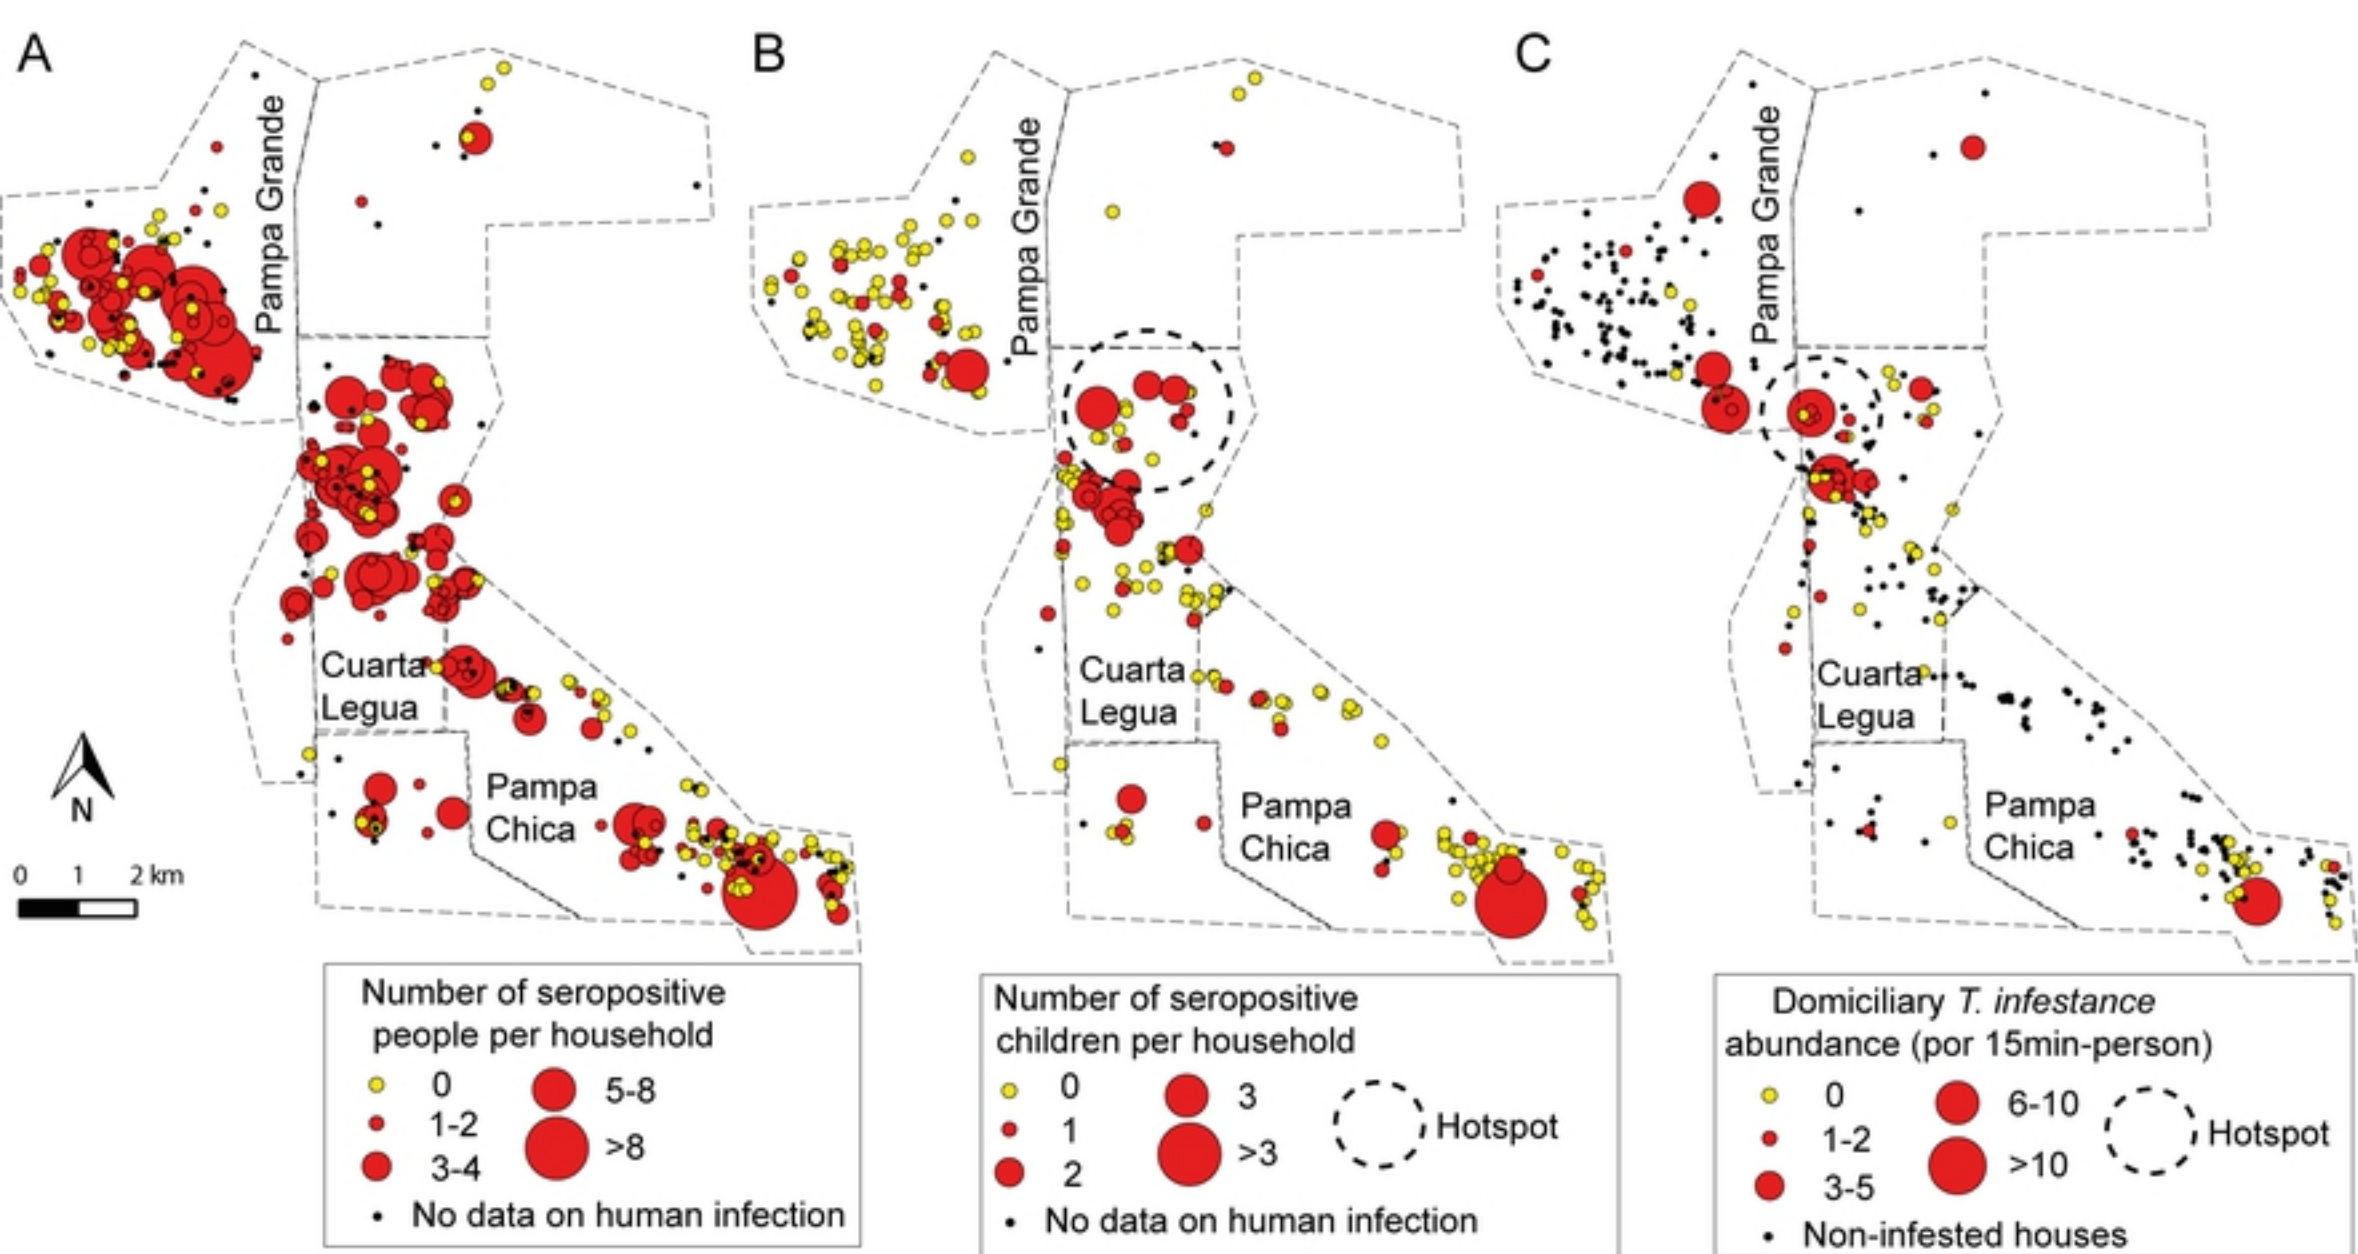 A
B
C
Pampa Grande
Pampa Grande
Pampa Grande
Cuarta
Legua
Cuarta
Legua
Cuarta
Legua
Pampa
Chica
Pampa
Chica
Pampa
Chica
N
0 1 2 km
Number of seropositive
people per household
0
1-2
3-4
5-8
>8
No data on human infection
Number of seropositive
children per household
0
1
2
3
>3
Hotspot
No data on human infection
Domiciliary T. infestance
abundance (por 15min-person)
0
1-2
3-5
6-10
>10
Hotspot
Non-infested houses